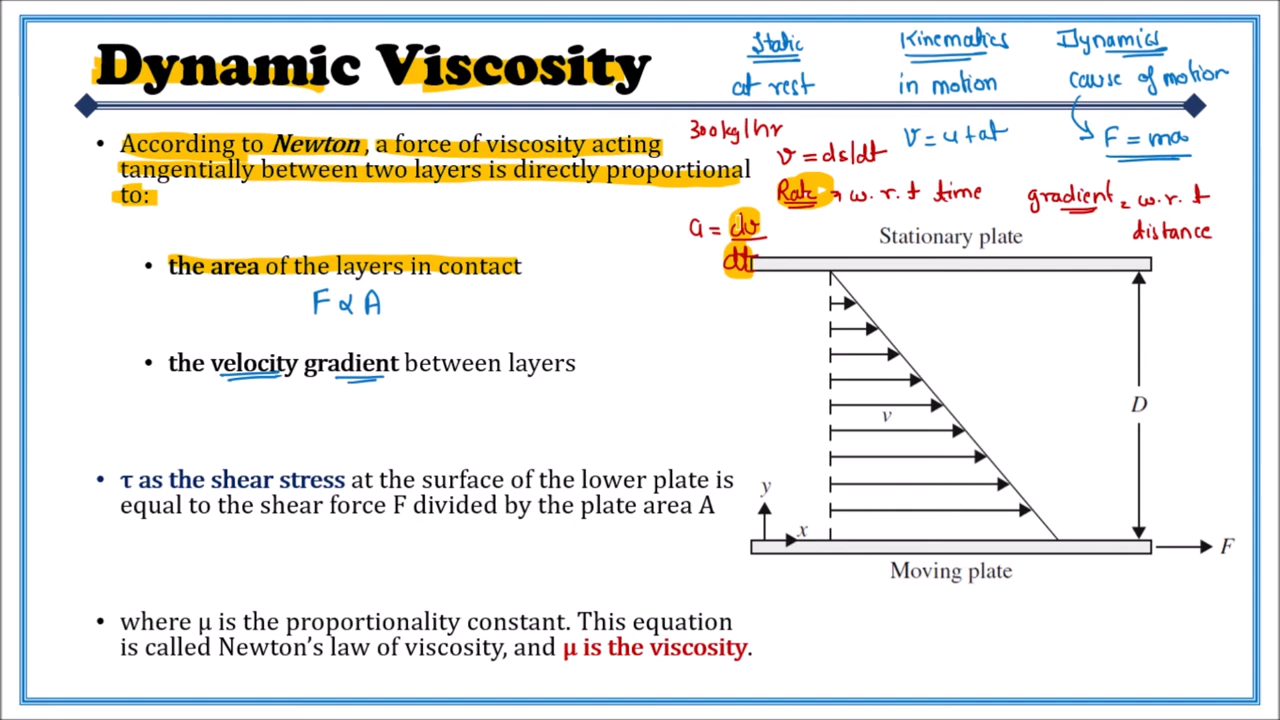 Dynamic Viscosity
Static
at rest
Kinematics
in motion
Dynamics
cause of motion
F = ma
v = u + at
300 kg/hr
v = ds/dt
Rate → w.r.t time
gradient = w.r.t
distance
a = dv
dt
• According to Newton, a force of viscosity acting
tangentially between two layers is directly proportional
to:
• the area of the layers in contact
F ∝ A
• the velocity gradient between layers
• τ as the shear stress at the surface of the lower plate is
equal to the shear force F divided by the plate area A
• where μ is the proportionality constant. This equation
is called Newton's law of viscosity, and μ is the viscosity.
Stationary plate
D
v
y
x
F
Moving plate